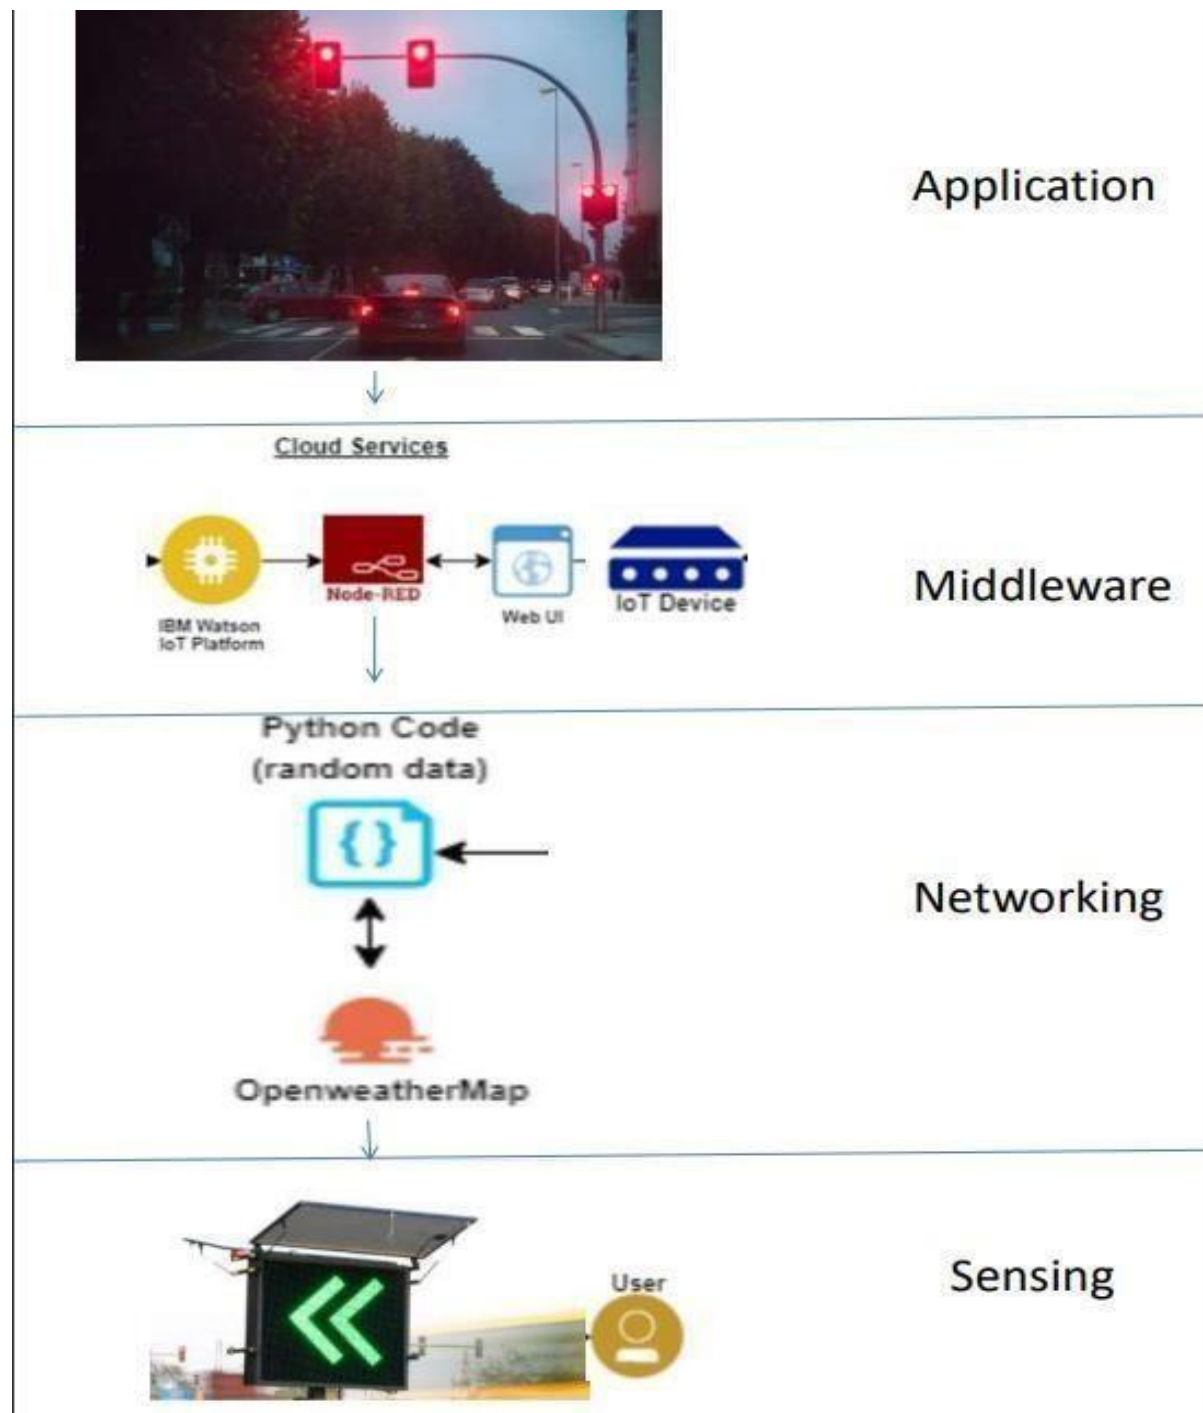 Application
Cloud Services
IBM Watson
IoT Platform
Node-RED
Web UI
IoT Device
Middleware
Python Code
(random data)
Networking
OpenweatherMap
User
Sensing